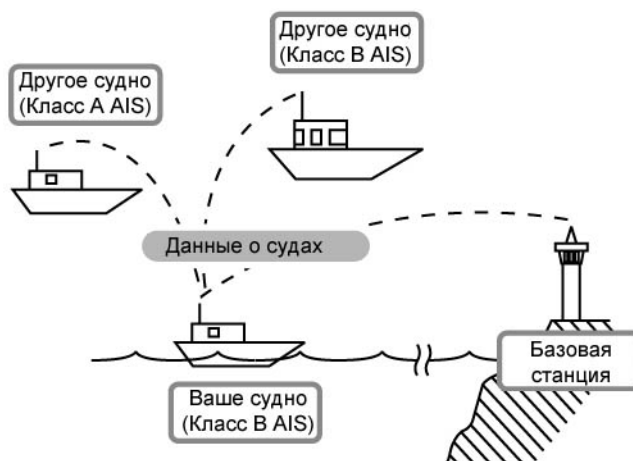 Другое судно
(Класс В AIS)
Другое судно
(Класс А AIS)
Данные о судах
Базовая
станция
Ваше судно
(Класс В AIS)